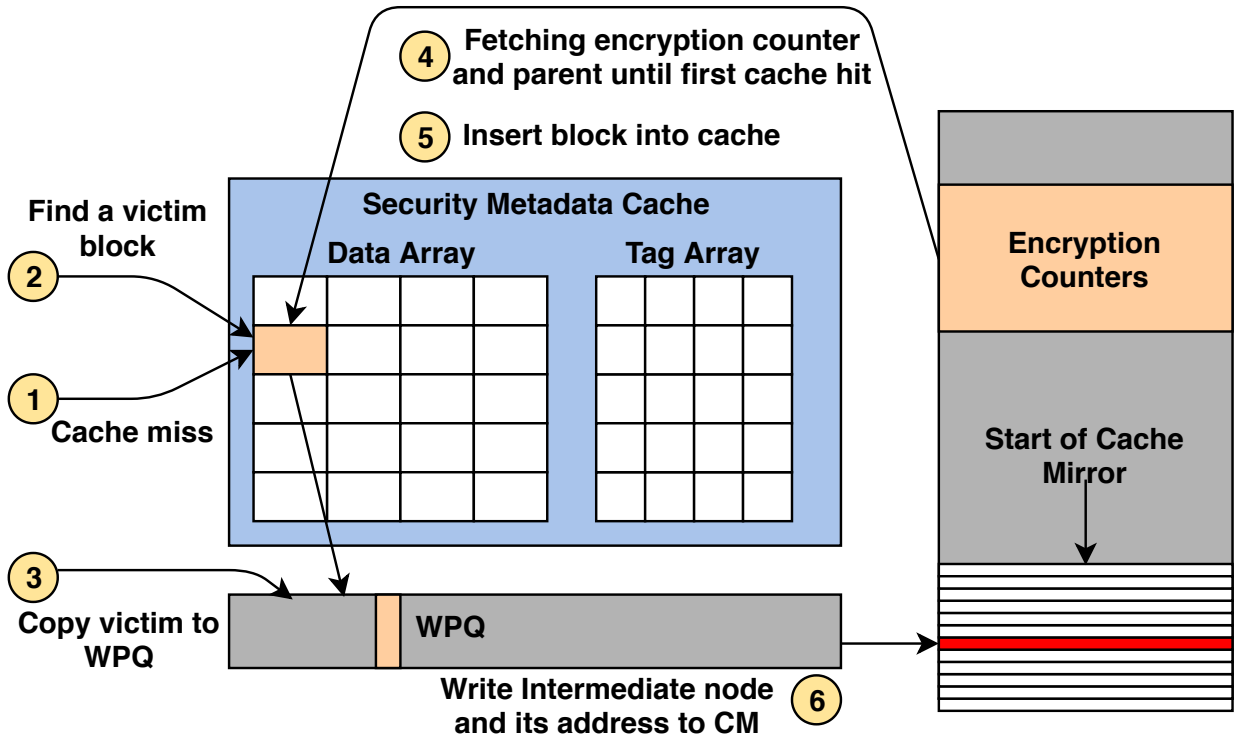 4
Fetching encryption counter
and parent until first cache hit
5
Insert block into cache
Find a victim
block
2
1
Cache miss
Security Metadata Cache
Data Array
Tag Array
Encryption
Counters
Start of Cache
Mirror
3
Copy victim to
WPQ
WPQ
Write Intermediate node
and its address to CM
6